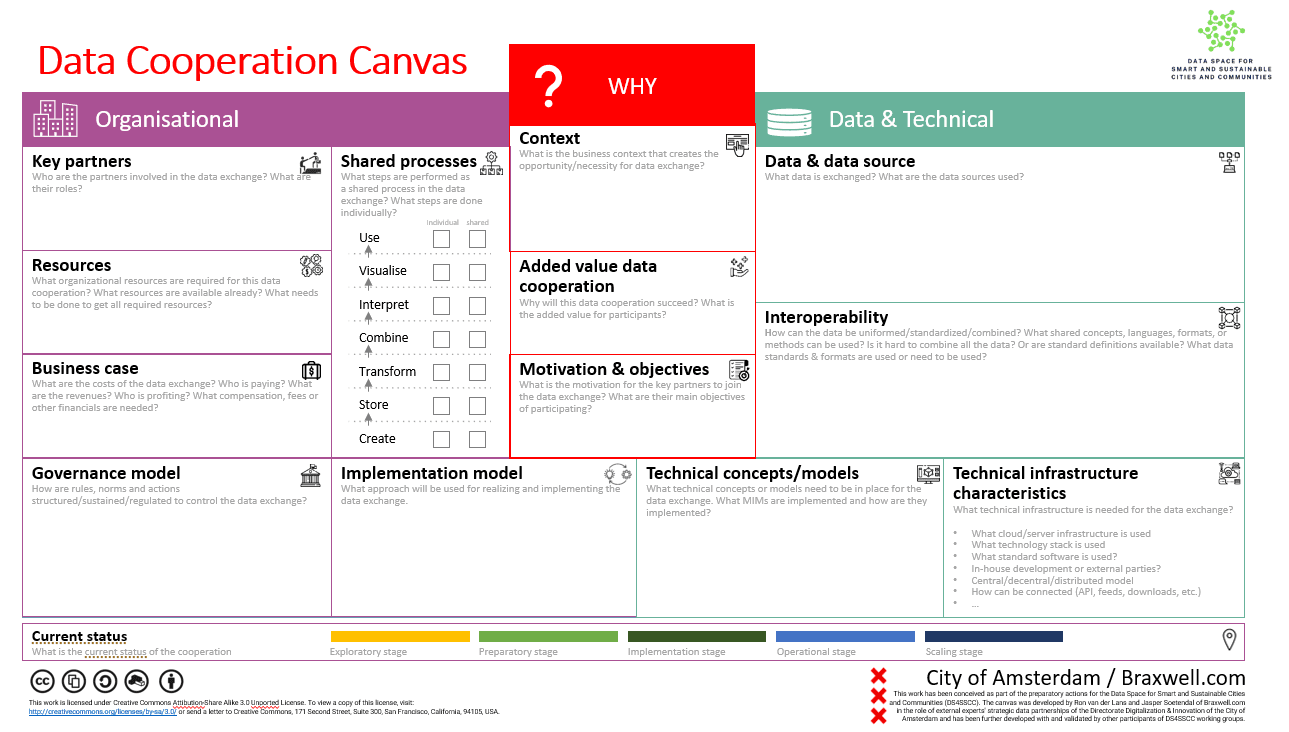 Data Cooperation Canvas
DATA SPACE FOR
SMART AND SUSTAINABLE
CITIES AND COMMUNITIES
Organisational
? WHY
Data & Technical
Key partners
Who are the partners involved in the data exchange? What are
their roles?
Resources
What organizational resources are required for this data
cooperation? What resources are available already? What needs
to be done to get all required resources?
Business case
What are the costs of the data exchange? Who is paying? What
are the revenues? Who is profiting? What compensation, fees or
other financials are needed?
Shared processes
What steps are performed as
a shared process in the data
exchange? What steps are done
individually?
individual shared
Use
Visualise
Interpret
Combine
Transform
Store
Create
Context
What is the business context that creates the
opportunity/necessity for data exchange?
Added value data
cooperation
Why will this data cooperation succeed? What is
the added value for participants?
Motivation & objectives
What is the motivation for the key partners to join
the data exchange? What are their main objectives
of participating?
Data & data source
What data is exchanged? What are the data sources used?
Interoperability
How can the data be uniformed/standardized/combined? What shared concepts, languages, formats, or
methods can be used? Is it hard to combine all the data? Or are standard definitions available? What data
standards & formats are used or need to be used?
Governance model
How are rules, norms and actions
structured/sustained/regulated to control the data exchange?
Implementation model
What approach will be used for realizing and implementing the
data exchange.
Technical concepts/models
What technical concepts or models need to be in place for the
data exchange. What MIMs are implemented and how are they
implemented?
Technical infrastructure
characteristics
What technical infrastructure is needed for the data exchange?
• What cloud/server infrastructure is used
• What technology stack is used
• What standard software is used?
• In-house development or external parties?
• Central/decentral/distributed model
• How can be connected (API, feeds, downloads, etc.)
• ...
Current status
What is the current status of the cooperation
Exploratory stage
Preparatory stage
Implementation stage
Operational stage
Scaling stage
cc
This work is licensed under Creative Commons Attibution-Share Alike 3.0 Unported License. To view a copy of this license, visit:
http://creativecommons.org/licenses/by-sa/3.0/ or send a letter to Creative Commons, 171 Second Street, Suite 300, San Francisco, California, 94105, USA.
City of Amsterdam / Braxwell.com
This work has been conceived as part of the preparatory actions for the Data Space for Smart and Sustainable Cities
and Communities (DS4SSCC). The canvas was developed by Ron van der Lans and Jasper Soetendal of Braxwell.com
in the role of external experts' strategic data partnerships of the Directorate Digitalization & Innovation of the City of
Amsterdam and has been further developed with and validated by other participants of DS4SSCC working groups.